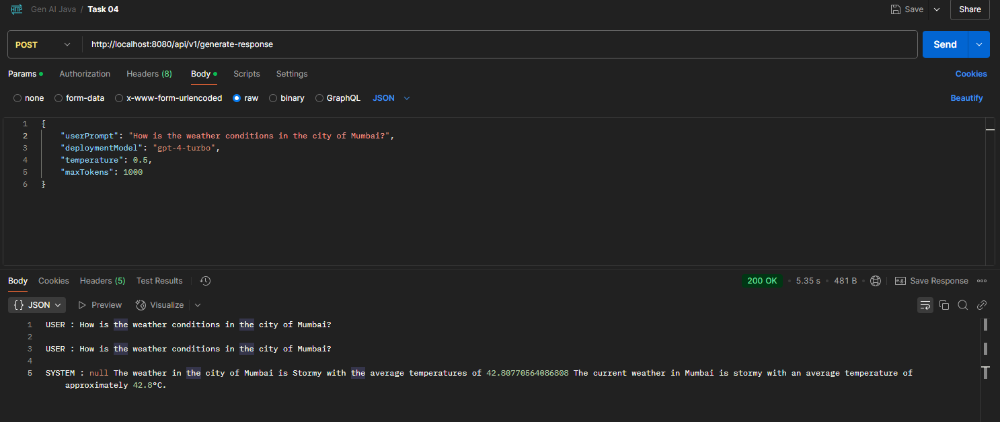 HTTP Gen AI Java / Task 04 Save Share
POST http://localhost:8080/api/v1/generate-response Send
Params Authorization Headers (8) Body Scripts Settings Cookies
none form-data x-www-form-urlencoded raw binary GraphQL JSON Beautify
1 {
2 "userPrompt": "How is the weather conditions in the city of Mumbai?",
3 "deploymentModel": "gpt-4-turbo",
4 "temperature": 0.5,
5 "maxTokens": 1000
6 }
Body Cookies Headers (5) Test Results 200 OK • 5.35 s • 481 B • e.g. Save Response
{} JSON Preview Visualize
1 USER : How is the weather conditions in the city of Mumbai?
2
3 USER : How is the weather conditions in the city of Mumbai?
4
5 SYSTEM : null The weather in the city of Mumbai is Stormy with the average temperatures of 42.80770564086808 The current weather in Mumbai is stormy with an average temperature of
approximately 42.8°C.